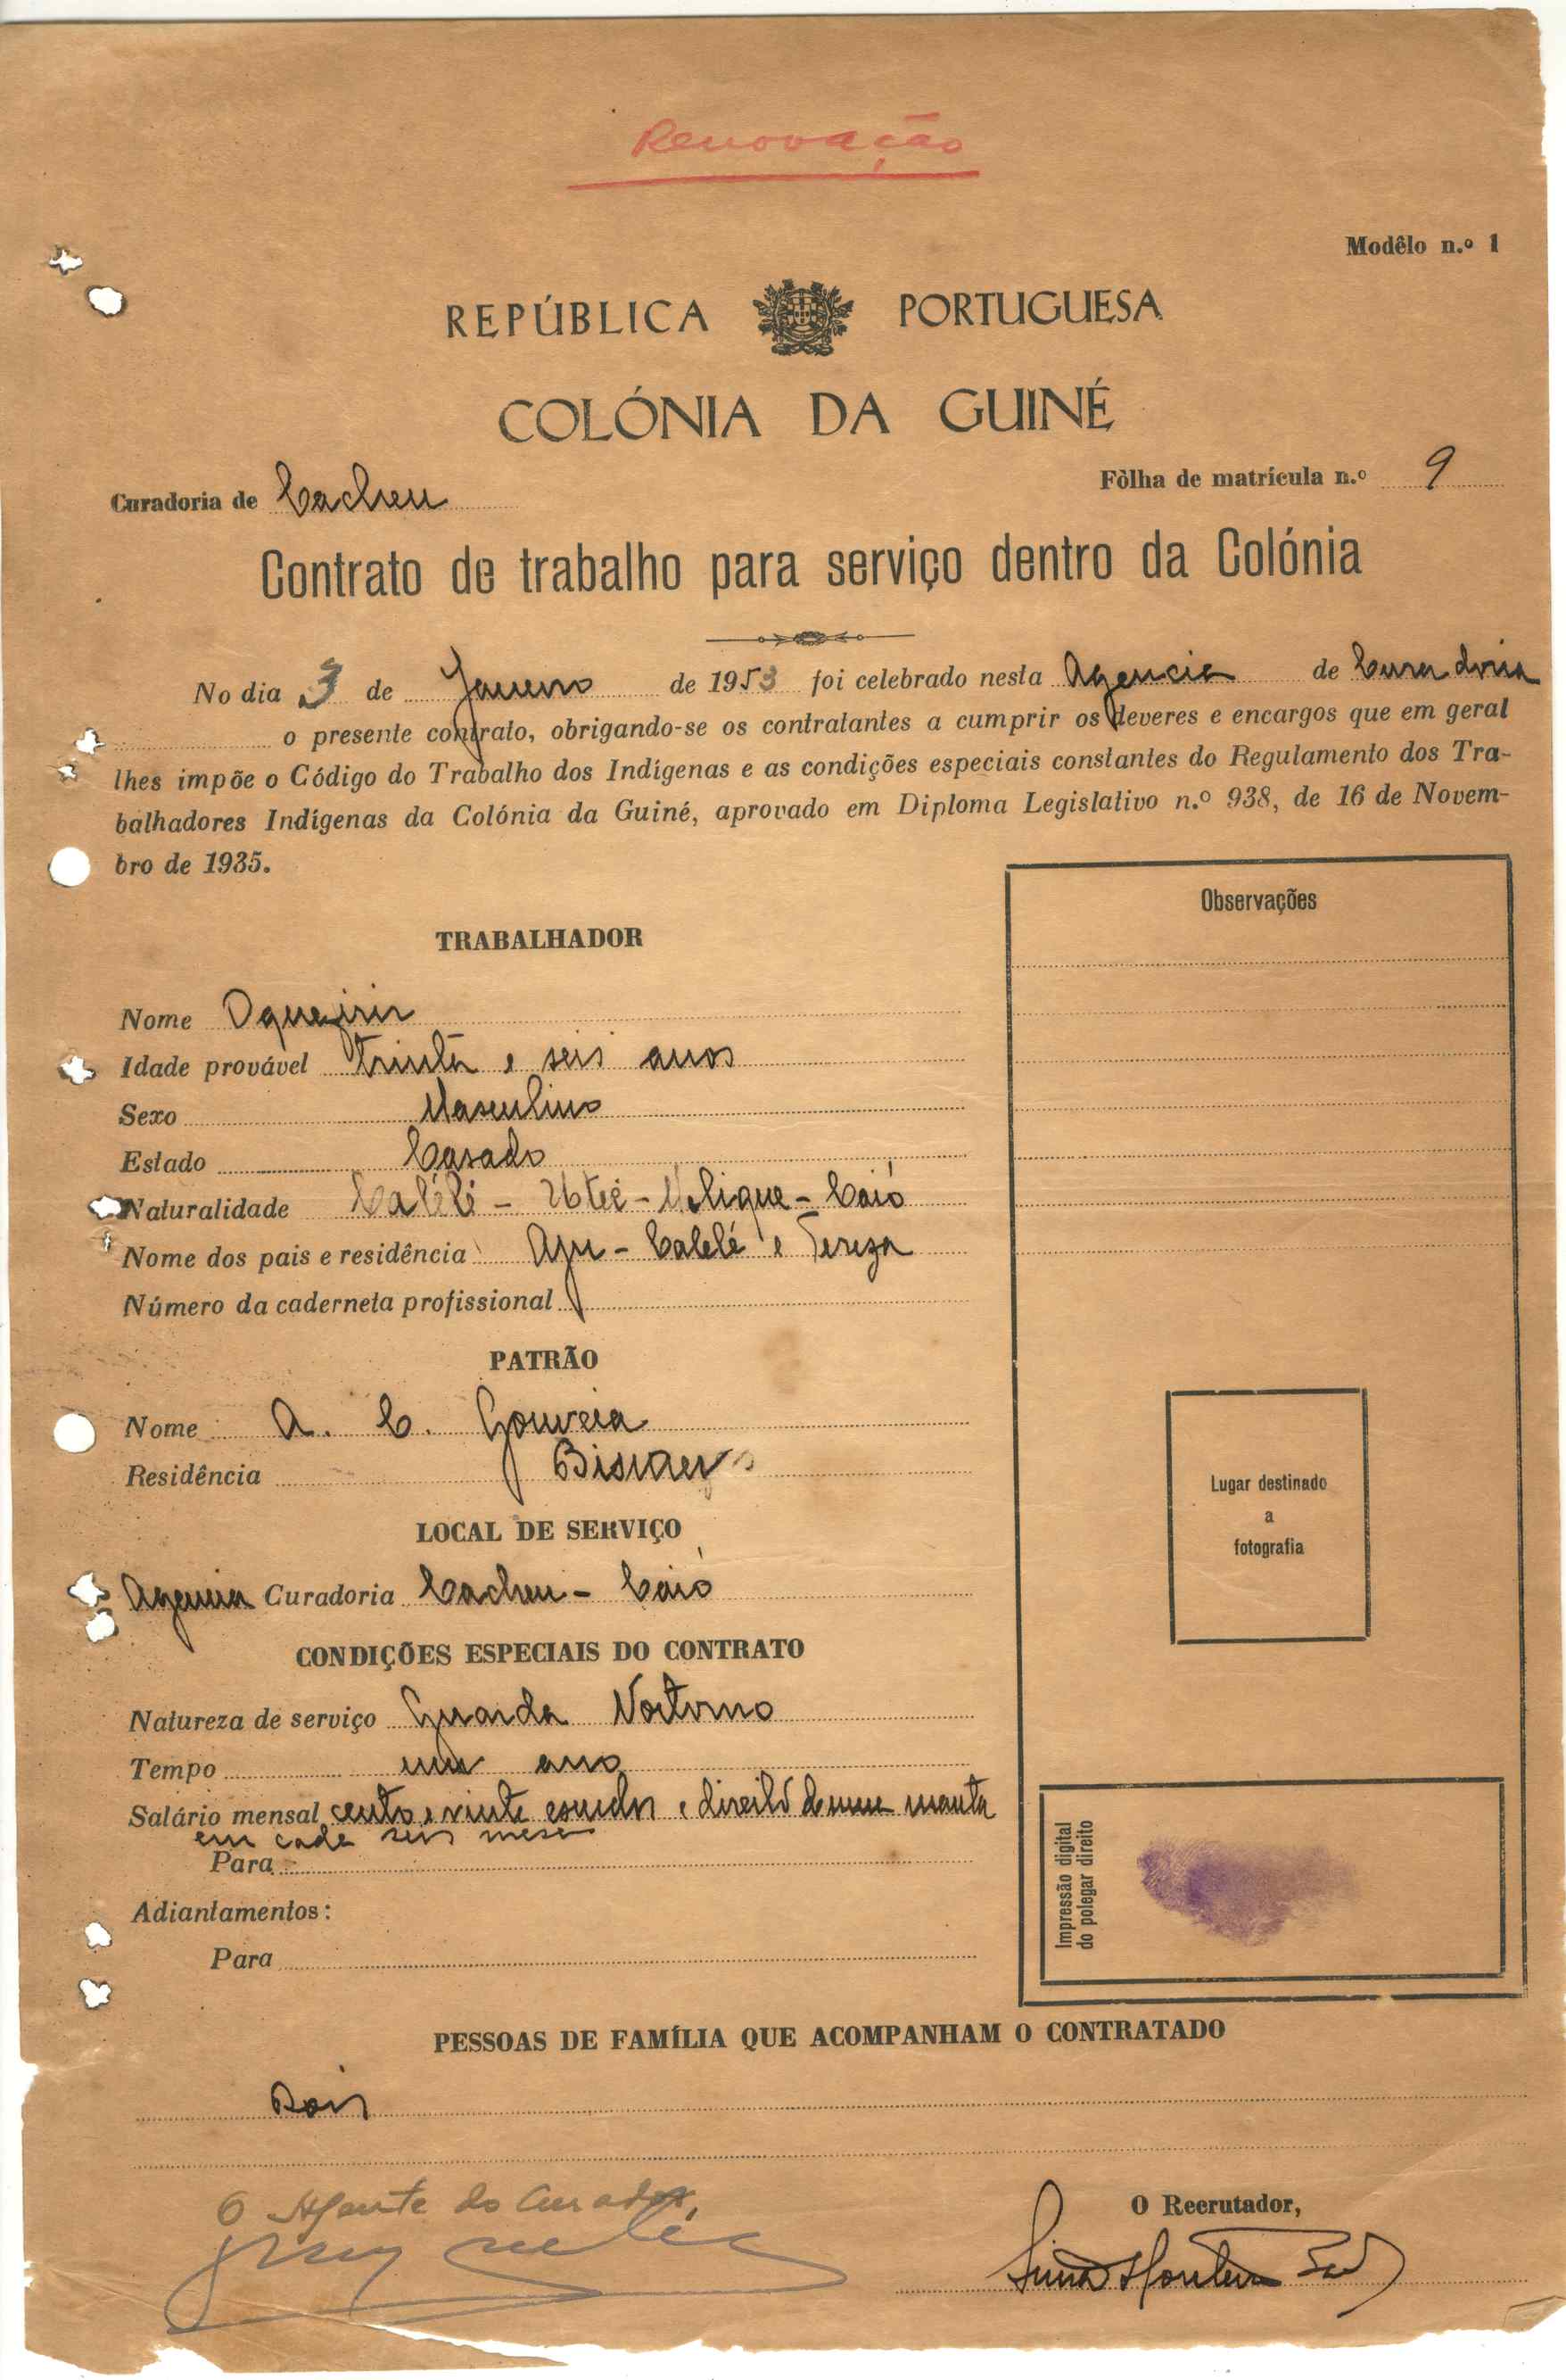 Renovação
Modêlo n.º 1
REPÚBLICA PORTUGUESA
COLÓNIA DA GUINÉ
Fôlha de matrícula n.º 9
Curadoria de Cacheu
Contrato de trabalho para serviço dentro da Colónia
No dia 3 de Janeiro de 1953 foi celebrado nesta Agencia de Curadoria
o presente contrato, obrigando-se os contratantes a cumprir os deveres e encargos que em geral
lhes impõe o Código do Trabalho dos Indígenas e as condições especiais constantes do Regulamento dos Tra-
balhadores Indígenas da Colónia da Guiné, aprovado em Diploma Legislativo n.º 938, de 16 de Novem-
bro de 1935.
Observações
TRABALHADOR
Nome
Idade provável Trinta e seis anos
Sexo Masculino
Estado Casado
Naturalidade Calélé - - Caió
Nome dos pais e residência - Calelé e Tereza
Número da caderneta profissional
PATRÃO
Nome A. C. Gouveia
Residência Bissau
Lugar destinado
a
fotografia
LOCAL DE SERVIÇO
Agencia Curadoria Cacheu - Caió
CONDIÇÕES ESPECIAIS DO CONTRATO
Natureza de serviço Guarda Nocturno
Tempo um ano
Salário mensal cento e vinte escudos e direito de uma manta
em cada seis meses
Para
Adiantamentos:
Para
Impressão digital
do polegar direito
PESSOAS DE FAMÍLIA QUE ACOMPANHAM O CONTRATADO
Dois
O Agente do Curador,
O Recrutador,